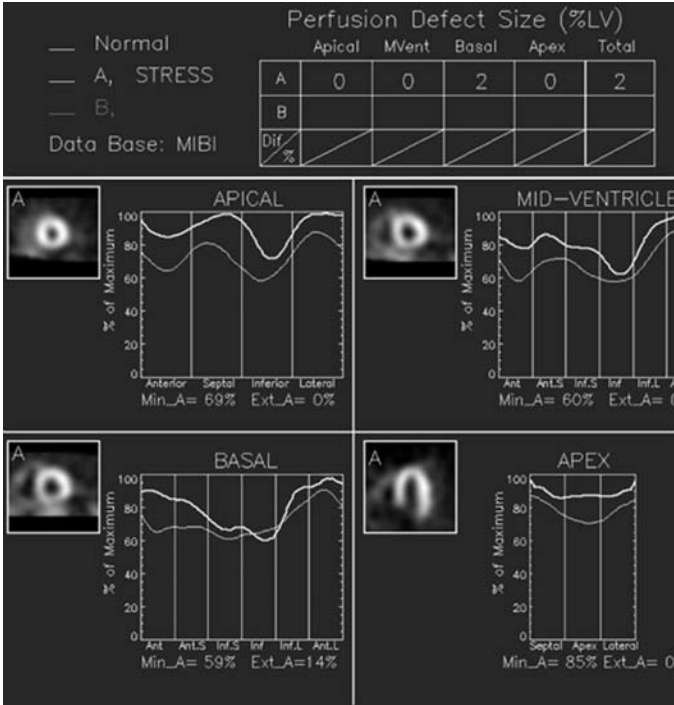 Perfusion Defect Size (%LV)
Normal
A, STRESS
B,
Data Base: MIBI
Apical MVent Basal Apex Total
A 0 0 2 0 2
B
Dif. %
A
APICAL
% of Maximum
100
80
60
40
20
0
Anterior Septal Inferior Lateral
Min_A= 69% Ext_A= 0%
A
MID-VENTRICLE
% of Maximum
100
80
60
40
20
0
Ant Ant.S Inf.S Inf Inf.L A
Min_A= 60% Ext_A= 0
A
BASAL
% of Maximum
100
80
60
40
20
0
Ant Ant.S Inf.S Inf Inf.L Ant.L
Min_A= 59% Ext_A=14%
A
APEX
% of Maximum
100
80
60
40
20
0
Septal Apex Lateral
Min_A= 85% Ext_A= 0